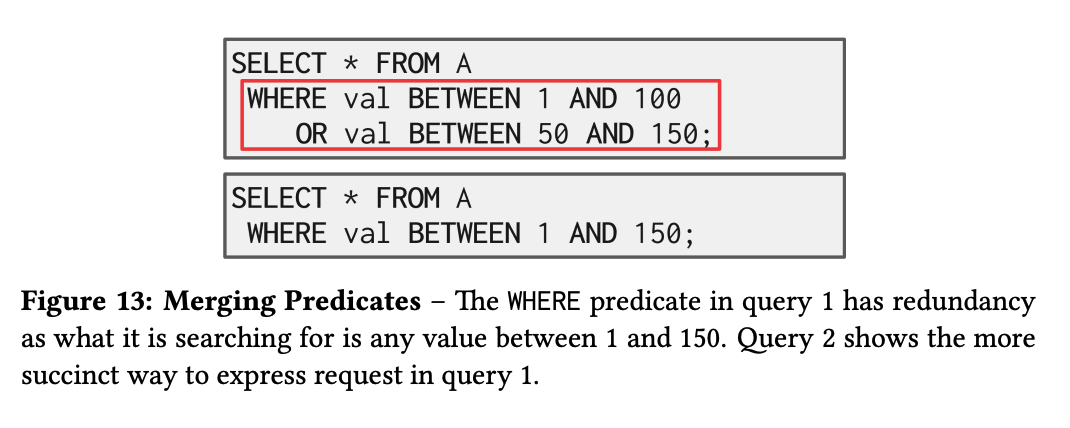 SELECT * FROM A
WHERE val BETWEEN 1 AND 100
OR val BETWEEN 50 AND 150;
SELECT * FROM A
WHERE val BETWEEN 1 AND 150;
Figure 13: Merging Predicates – The WHERE predicate in query 1 has redundancy
as what it is searching for is any value between 1 and 150. Query 2 shows the more
succinct way to express request in query 1.